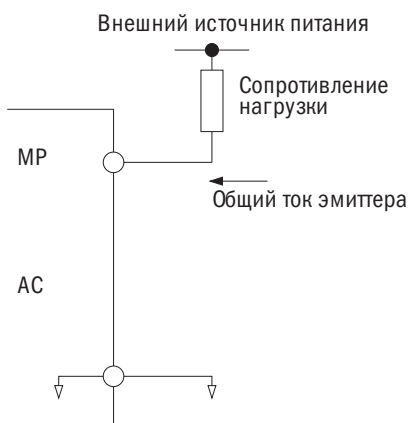 Внешний источник питания
Сопротивление
нагрузки
MP
Общий ток эмиттера
AC